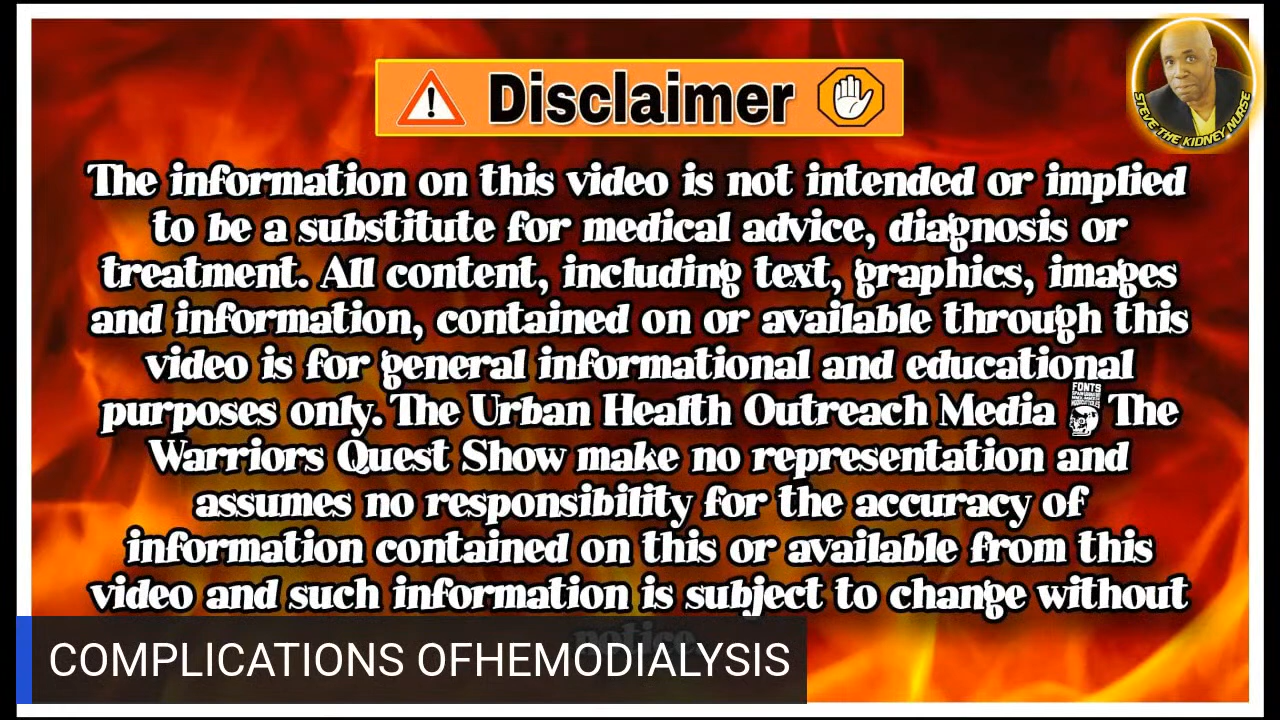 Disclaimer
STEVE THE KIDNEY NURSE
The information on this video is not intended or implied
to be a substitute for medical advice, diagnosis or
treatment. All content, including text, graphics, images
and information, contained on or available through this
video is for general informational and educational
purposes only. The Urban Health Outreach Media The
Warriors Quest Show make no representation and
assumes no responsibility for the accuracy of
information contained on this or available from this
video and such information is subject to change without
notice.
COMPLICATIONS OFHEMODIALYSIS